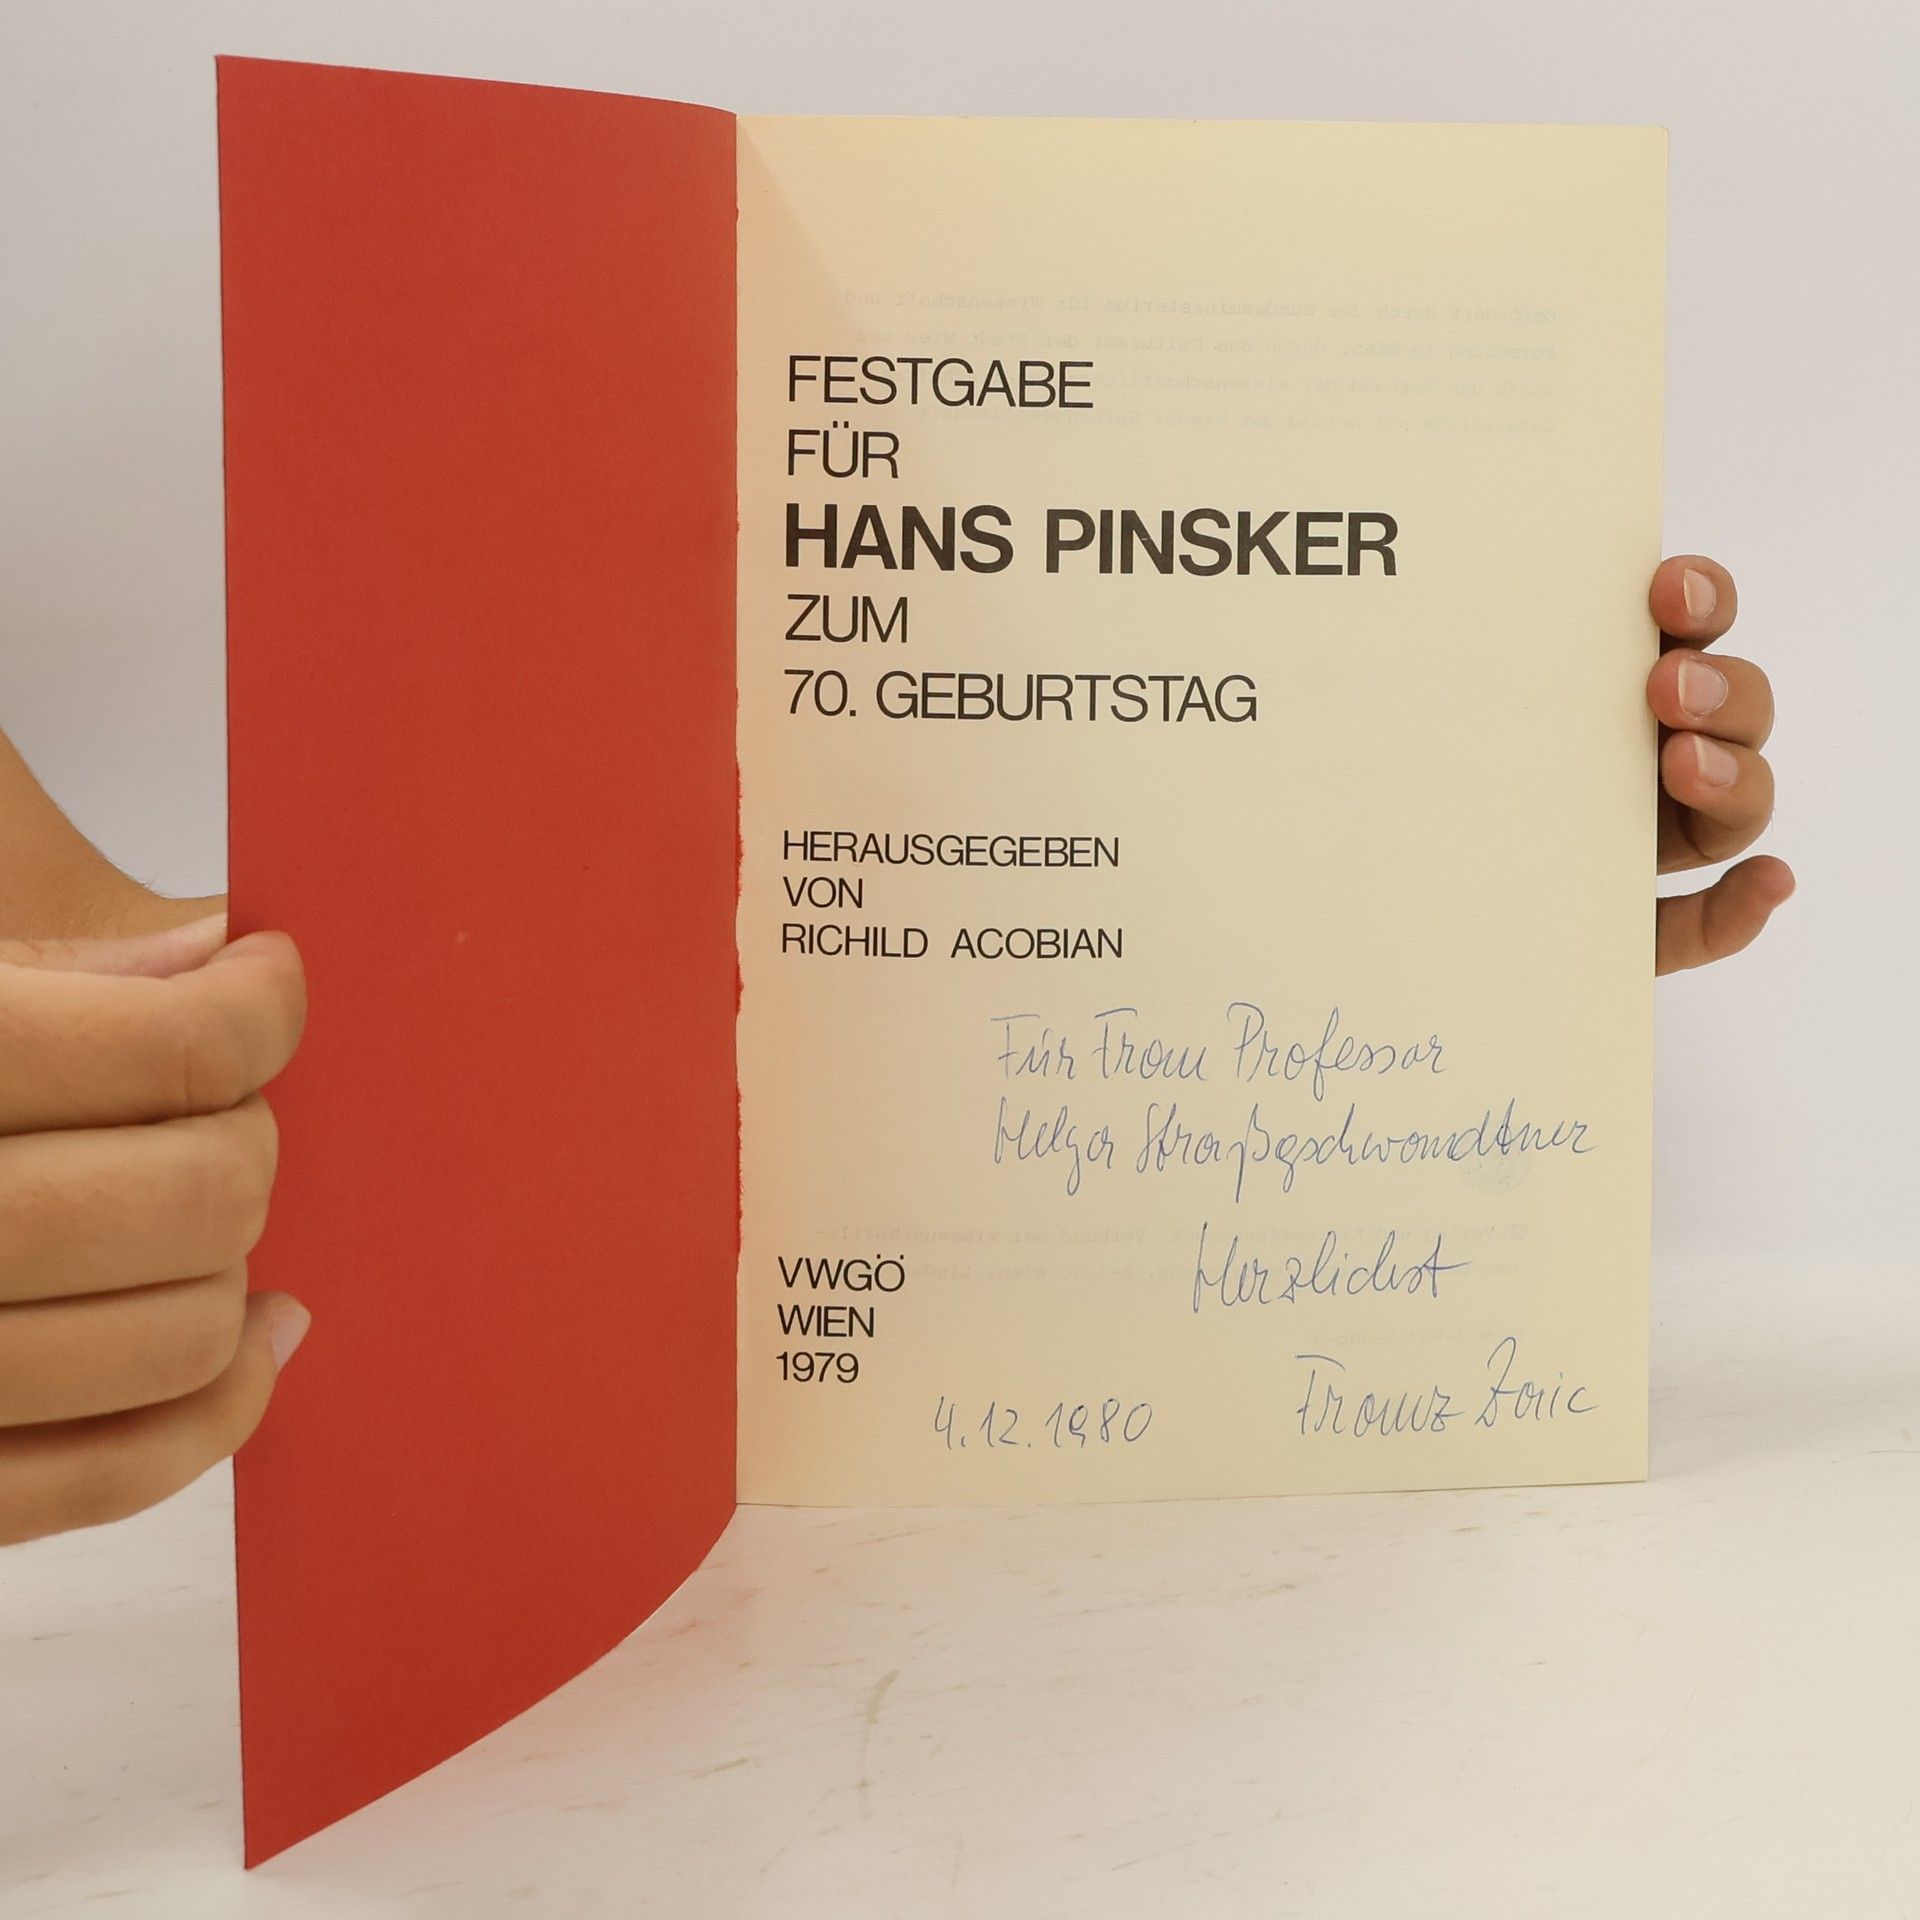 FESTGABE
FÜR
HANS PINSKER
ZUM
70. GEBURTSTAG
HERAUSGEGEBEN
VON
RICHILD ACOBIAN
Für Frau Professor
Helga Straßgschwandtner
Herzlichst
VWGÖ
WIEN
1979
4.12.1980
Franz Zaic